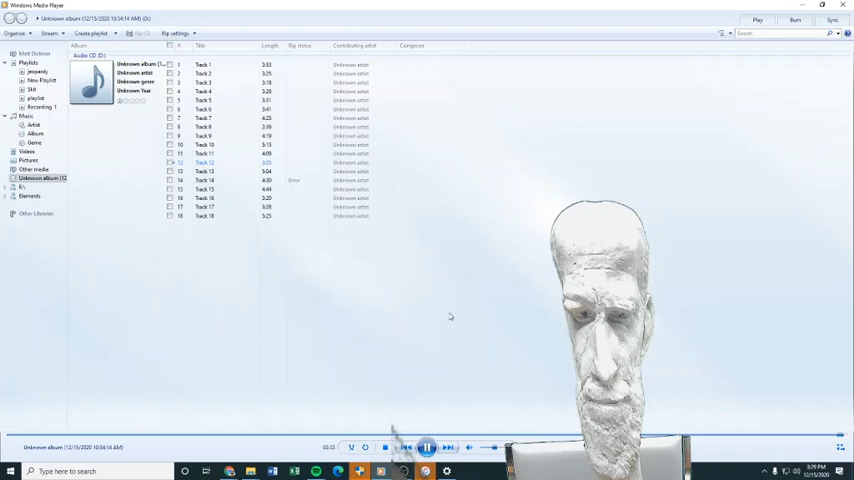 Windows Media Player
Unknown album (12/15/2020 10:54:14 AM) (D:)
Play Burn Sync
Organize Stream Create playlist Rip CD Rip settings Search
Album # Title Length Rip status Contributing artist Composer
Matt Dickson
Playlists
jeopardy
New Playlist
Skit
playlist
Recording 1
Music
Artist
Album
Genre
Videos
Pictures
Other media
Unknown album (12
E:\
Elements
Other Libraries
Audio CD (D:)
Unknown album (1...
Unknown artist
Unknown genre
Unknown Year
1 Track 1 3:53 Unknown artist
2 Track 2 3:25 Unknown artist
3 Track 3 3:18 Unknown artist
4 Track 4 3:28 Unknown artist
5 Track 5 3:31 Unknown artist
6 Track 6 3:41 Unknown artist
7 Track 7 4:25 Unknown artist
8 Track 8 2:39 Unknown artist
9 Track 9 4:19 Unknown artist
10 Track 10 5:15 Unknown artist
11 Track 11 4:09 Unknown artist
12 Track 12 3:35 Unknown artist
13 Track 13 5:04 Unknown artist
14 Track 14 4:30 Error Unknown artist
15 Track 15 4:44 Unknown artist
16 Track 16 3:20 Unknown artist
17 Track 17 3:28 Unknown artist
18 Track 18 5:25 Unknown artist
Unknown album (12/15/2020 10:54:14 AM)
03:33
Type here to search
3:29 PM
12/15/2020